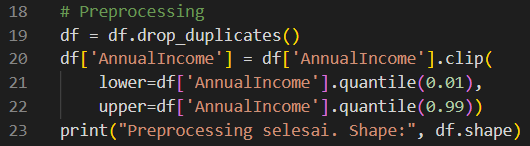 18 # Preprocessing
19 df = df.drop_duplicates()
20 df['AnnualIncome'] = df['AnnualIncome'].clip(
21     lower=df['AnnualIncome'].quantile(0.01),
22     upper=df['AnnualIncome'].quantile(0.99))
23 print("Preprocessing selesai. Shape:", df.shape)